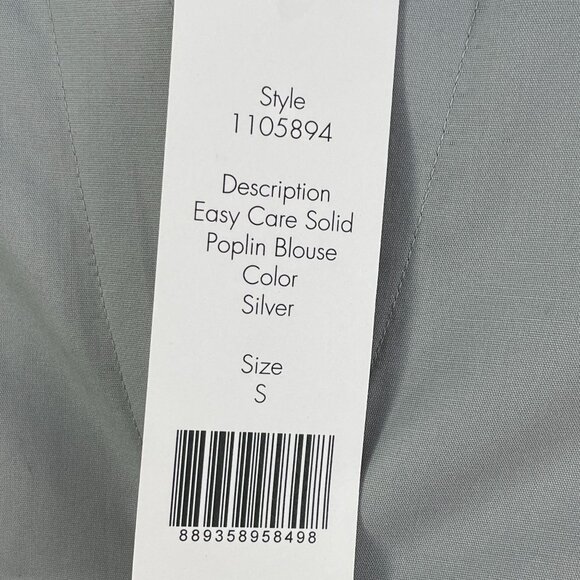 Style
1105894
Description
Easy Care Solid
Poplin Blouse
Color
Silver
Size
S
889358958498